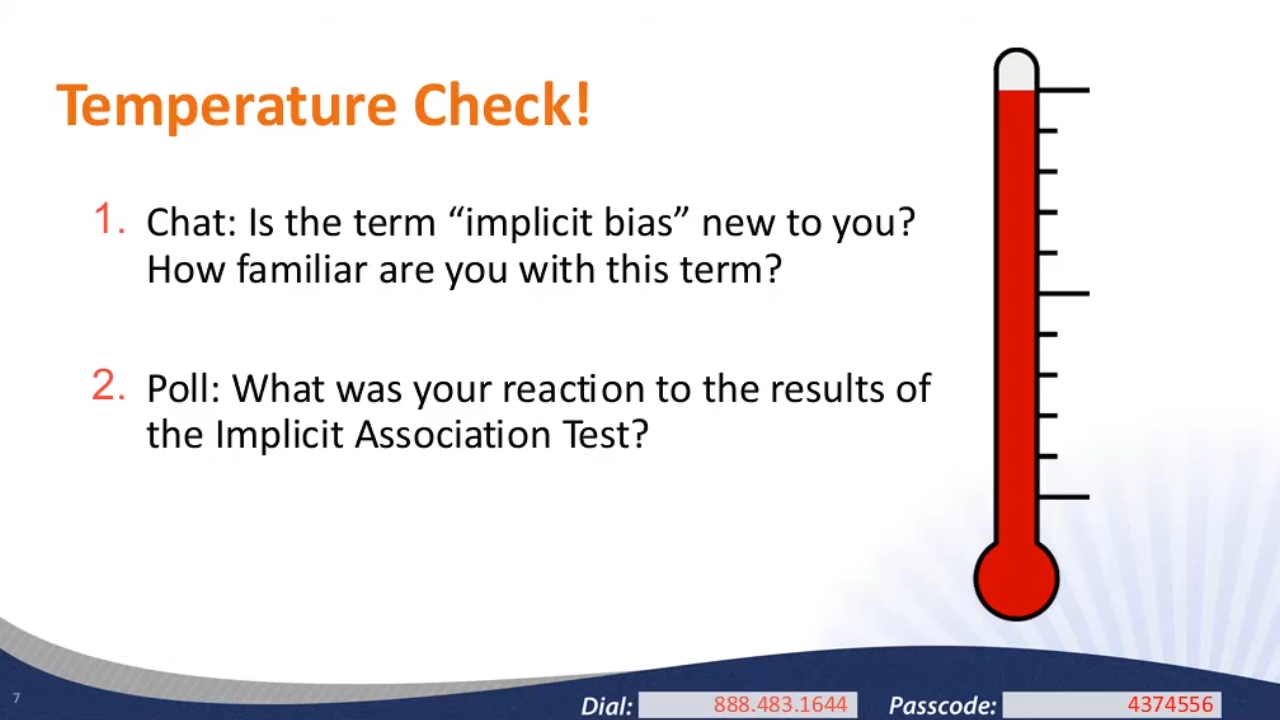 Temperature Check!
1. Chat: Is the term “implicit bias” new to you?
How familiar are you with this term?
2. Poll: What was your reaction to the results of
the Implicit Association Test?
7
Dial: 888.483.1644 Passcode: 4374556